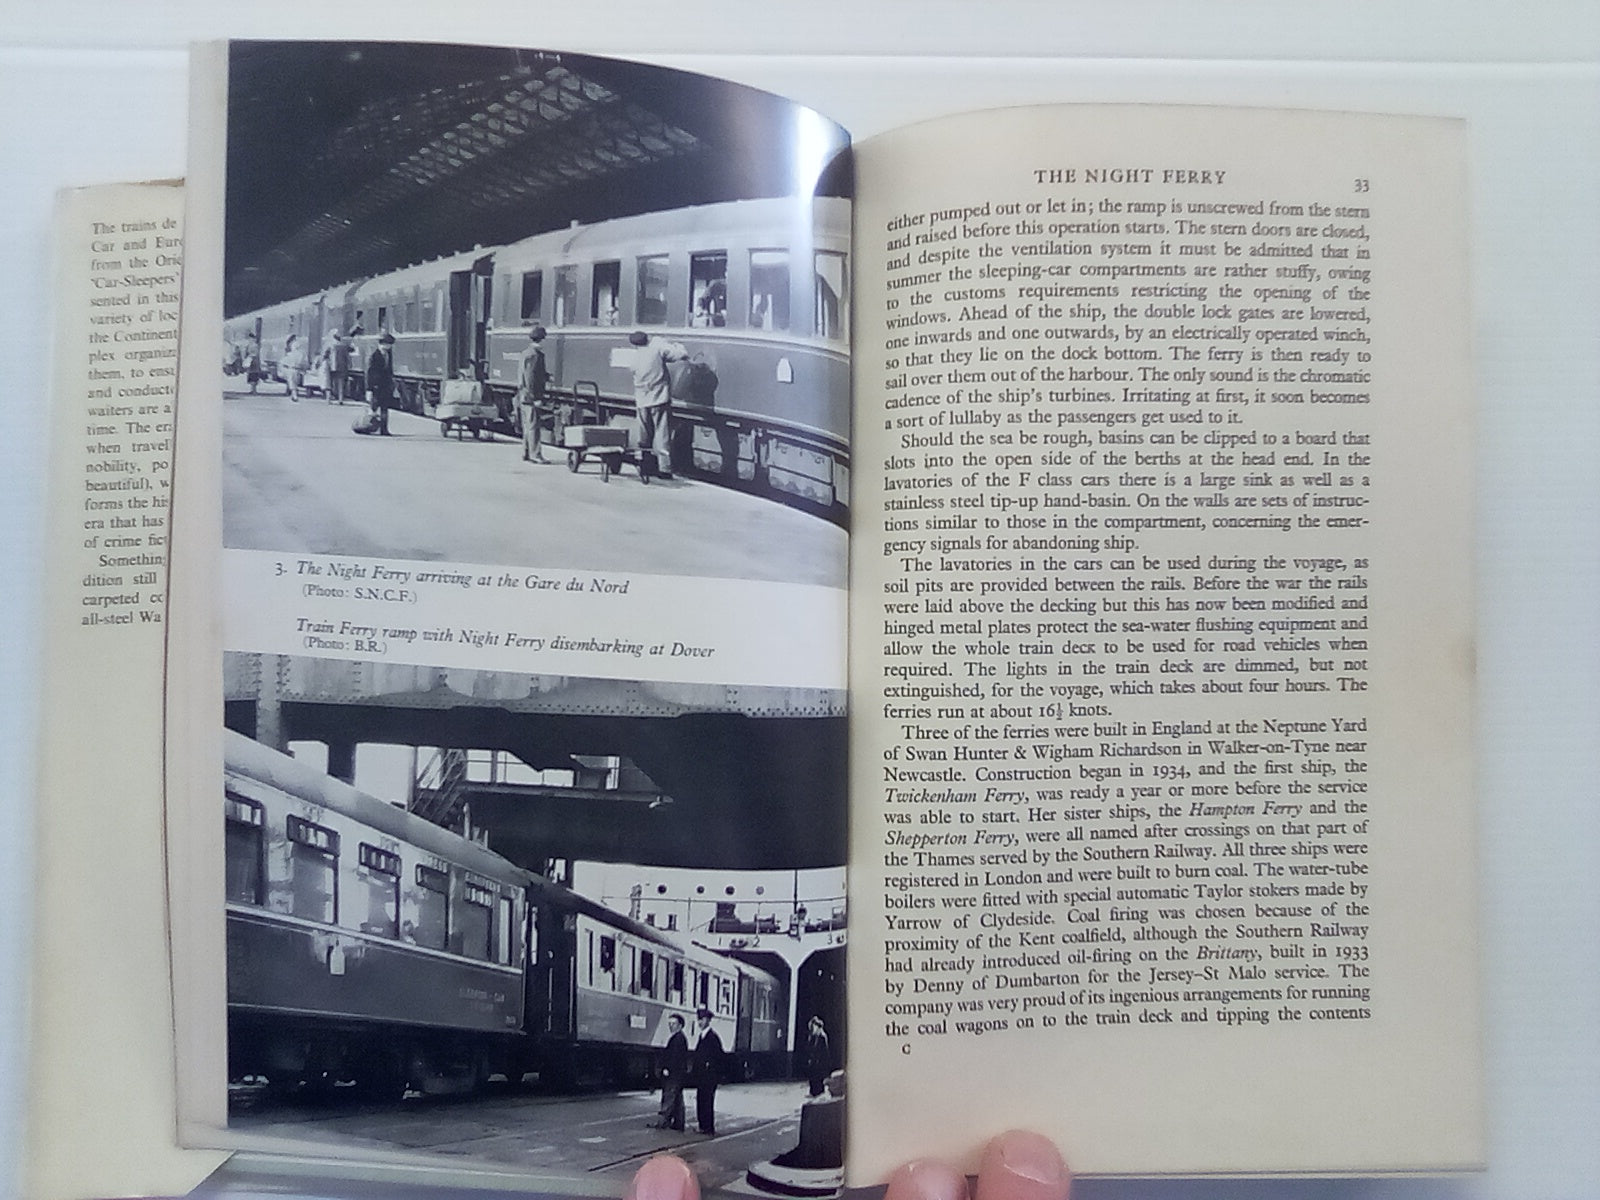 The trains de
Car and Euro
from the Orie
'Car-Sleepers'
sented in this
variety of loc
the Continent
plex organiz
them, to ensu
and conducto
waiters are a
time. The er
when travel
nobility, po
beautiful), w
forms the his
era that has
of crime fic
Something
dition still
carpeted co
all-steel Wa
3. The Night Ferry arriving at the Gare du Nord
(Photo: S.N.C.F.)
Train Ferry ramp with Night Ferry disembarking at Dover
(Photo: B.R.)
THE NIGHT FERRY 33
either pumped out or let in; the ramp is unscrewed from the stern
and raised before this operation starts. The stern doors are closed,
and despite the ventilation system it must be admitted that in
summer the sleeping-car compartments are rather stuffy, owing
to the customs requirements restricting the opening of the
windows. Ahead of the ship, the double lock gates are lowered,
one inwards and one outwards, by an electrically operated winch,
so that they lie on the dock bottom. The ferry is then ready to
sail over them out of the harbour. The only sound is the chromatic
cadence of the ship's turbines. Irritating at first, it soon becomes
a sort of lullaby as the passengers get used to it.
Should the sea be rough, basins can be clipped to a board that
slots into the open side of the berths at the head end. In the
lavatories of the F class cars there is a large sink as well as a
stainless steel tip-up hand-basin. On the walls are sets of instruc-
tions similar to those in the compartment, concerning the emer-
gency signals for abandoning ship.
The lavatories in the cars can be used during the voyage, as
soil pits are provided between the rails. Before the war the rails
were laid above the decking but this has now been modified and
hinged metal plates protect the sea-water flushing equipment and
allow the whole train deck to be used for road vehicles when
required. The lights in the train deck are dimmed, but not
extinguished, for the voyage, which takes about four hours. The
ferries run at about 16½ knots.
Three of the ferries were built in England at the Neptune Yard
of Swan Hunter & Wigham Richardson in Walker-on-Tyne near
Newcastle. Construction began in 1934, and the first ship, the
Twickenham Ferry, was ready a year or more before the service
was able to start. Her sister ships, the Hampton Ferry and the
Shepperton Ferry, were all named after crossings on that part of
the Thames served by the Southern Railway. All three ships were
registered in London and were built to burn coal. The water-tube
boilers were fitted with special automatic Taylor stokers made by
Yarrow of Clydeside. Coal firing was chosen because of the
proximity of the Kent coalfield, although the Southern Railway
had already introduced oil-firing on the Brittany, built in 1933
by Denny of Dumbarton for the Jersey–St Malo service. The
company was very proud of its ingenious arrangements for running
the coal wagons on to the train deck and tipping the contents
C